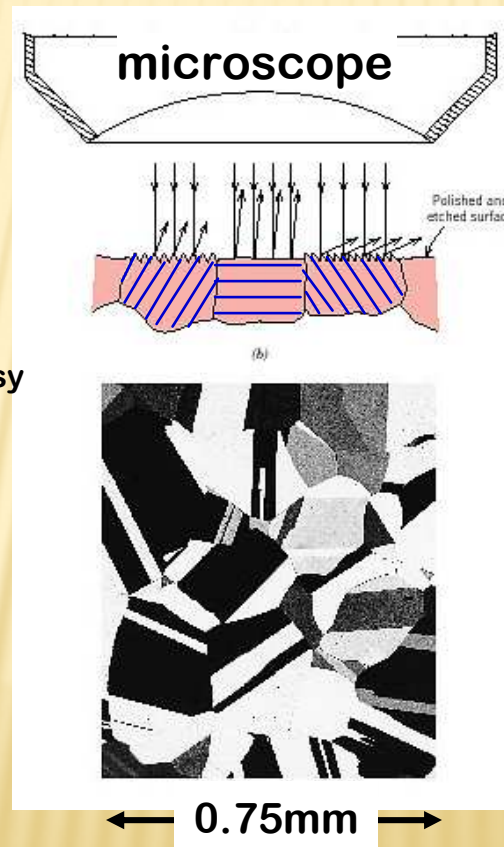 microscope
Polished and
etched surfac
(b)
sy
0.75mm